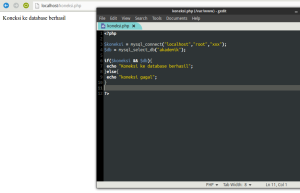 localhost/koneksi.php
Koneksi ke database berhasil
koneksi.php (/var/www) - gedit
File Edit View Search Tools Documents Help
koneksi.php
<?php
$koneksi = mysql_connect("localhost","root","xxx");
$db = mysql_select_db("akademik");
if($koneksi && $db){
echo "Koneksi ke database berhasil";
}else{
echo "koneksi gagal";
}
?>
PHP
Tab Width: 8
Ln 11, Col 1